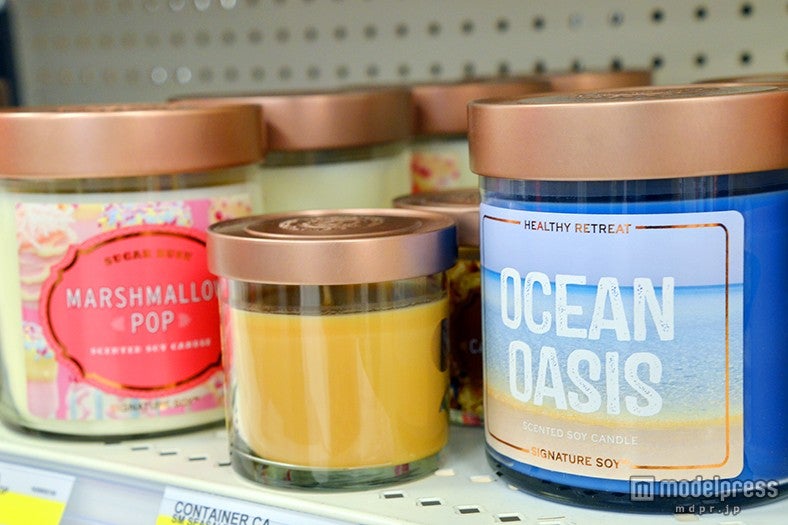 SUGAR RUSH
MARSHMALLOW
POP
SCENTED SOY CANDLE
SIGNATURE SOY
HEALTHY RETREAT
OCEAN
OASIS
SCENTED SOY CANDLE
SIGNATURE SOY
CONTAINER CA
modelpress
mdpr.jp